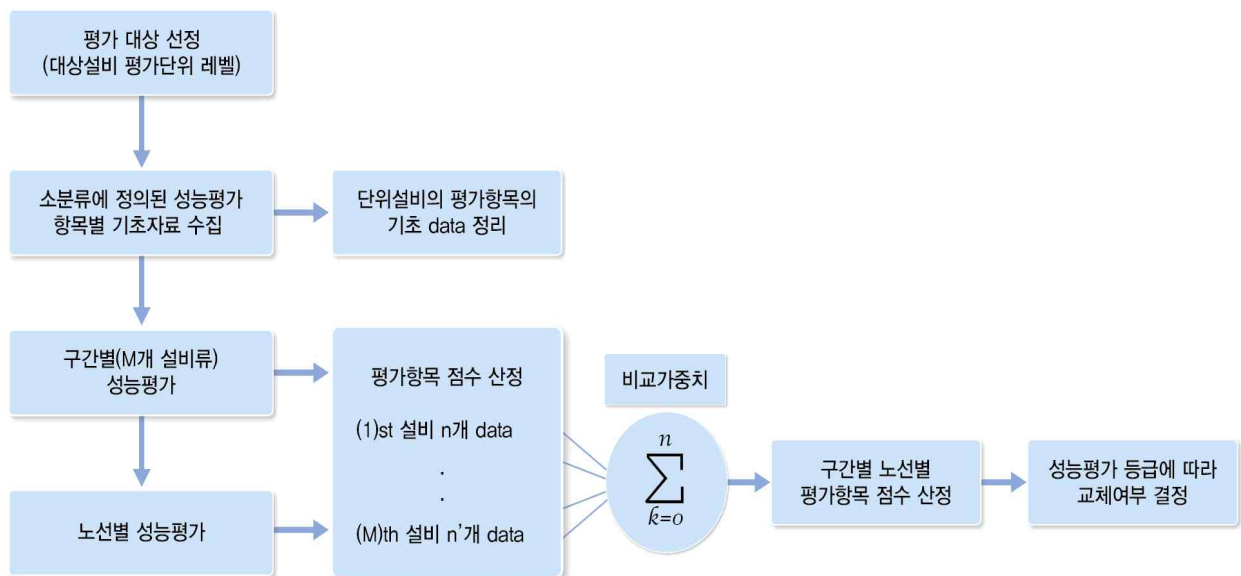 평가 대상 선정
(대상설비 평가단위 레벨)
소분류에 정의된 성능평가
항목별 기초자료 수집
단위설비의 평가항목의
기초 data 정리
구간별(M개 설비류)
성능평가
노선별 성능평가
평가항목 점수 산정
(1)st 설비 n개 data
.
.
(M)th 설비 n’개 data
비교가중치
n
∑
k=o
구간별 노선별
평가항목 점수 산정
성능평가 등급에 따라
교체여부 결정